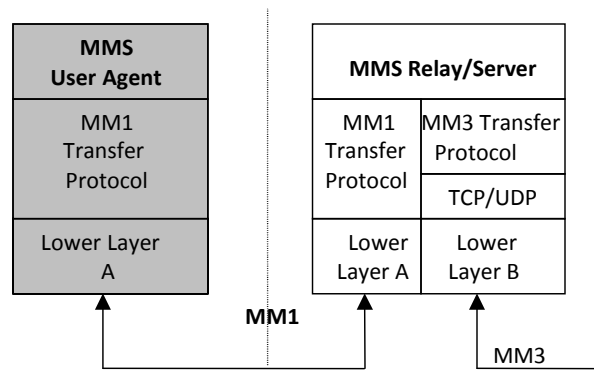 MMS
User Agent
MM1
Transfer
Protocol
Lower Layer
A
MMS Relay/Server
MM1
Transfer
Protocol
MM3 Transfer
Protocol
TCP/UDP
Lower
Layer A
Lower
Layer B
MM1
MM3